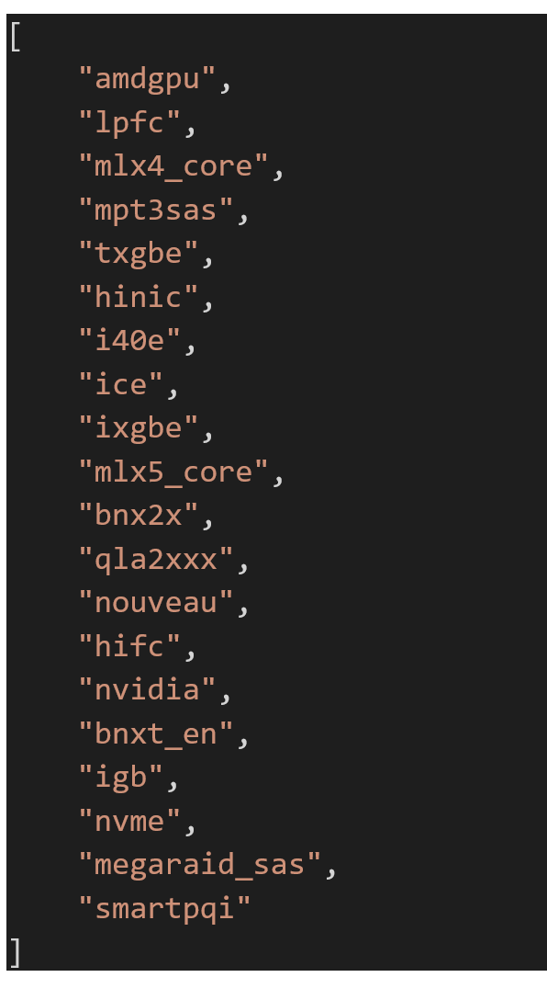 [
    "amdgpu",
    "lpfc",
    "mlx4_core",
    "mpt3sas",
    "txgbe",
    "hinic",
    "i40e",
    "ice",
    "ixgbe",
    "mlx5_core",
    "bnx2x",
    "qla2xxx",
    "nouveau",
    "hifc",
    "nvidia",
    "bnxt_en",
    "igb",
    "nvme",
    "megaraid_sas",
    "smartpqi"
]